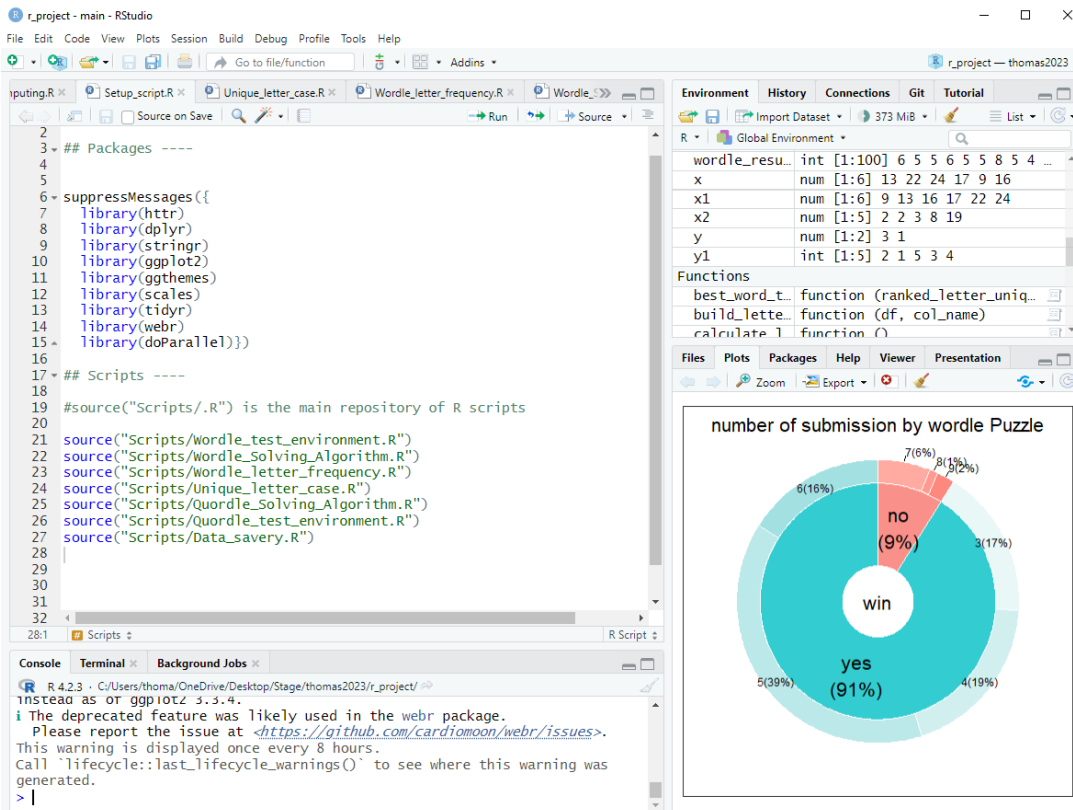 r_project - main - RStudio
File Edit Code View Plots Session Build Debug Profile Tools Help
Go to file/function Addins r_project — thomas2023
Setup_script.R Unique_letter_case.R Wordle_letter_frequency.R
Source on Save Run Source
2
3 ## Packages ----
4
5
6 suppressMessages({
7 library(httr)
8 library(dplyr)
9 library(stringr)
10 library(ggplot2)
11 library(ggthemes)
12 library(scales)
13 library(tidyr)
14 library(webr)
15 library(doParallel)})
16
17 ## Scripts ----
18
19 #source("Scripts/.R") is the main repository of R scripts
20
21 source("Scripts/Wordle_test_environment.R")
22 source("Scripts/Wordle_Solving_Algorithm.R")
23 source("Scripts/Wordle_letter_frequency.R")
24 source("Scripts/Unique_letter_case.R")
25 source("Scripts/Quordle_Solving_Algorithm.R")
26 source("Scripts/Quordle_test_environment.R")
27 source("Scripts/Data_savery.R")
28
29
30
31
32
28:1 # Scripts R Script
Console Terminal Background Jobs
R 4.2.3 · C:/Users/thoma/OneDrive/Desktop/Stage/thomas2023/r_project/
instead as of ggplot2 3.3.4.
i The deprecated feature was likely used in the webr package.
Please report the issue at <https://github.com/cardiomoon/webr/issues>.
This warning is displayed once every 8 hours.
Call `lifecycle::last_lifecycle_warnings()` to see where this warning was
generated.
>
Environment History Connections Git Tutorial
Import Dataset 373 MiB List
R Global Environment
wordle_resu… int [1:100] 6 5 5 6 5 5 8 5 4 …
x num [1:6] 13 22 24 17 9 16
x1 num [1:6] 9 13 16 17 22 24
x2 num [1:5] 2 2 3 8 19
y num [1:2] 3 1
y1 int [1:5] 2 1 5 3 4
Functions
best_word_t… function (ranked_letter_uniq…
build_lette… function (df, col_name)
calculate_l function ()
Files Plots Packages Help Viewer Presentation
Zoom Export
number of submission by wordle Puzzle
7(6%)
8(1%)
9(2%)
6(16%)
no
(9%)
3(17%)
win
yes
(91%)
5(39%)
4(19%)